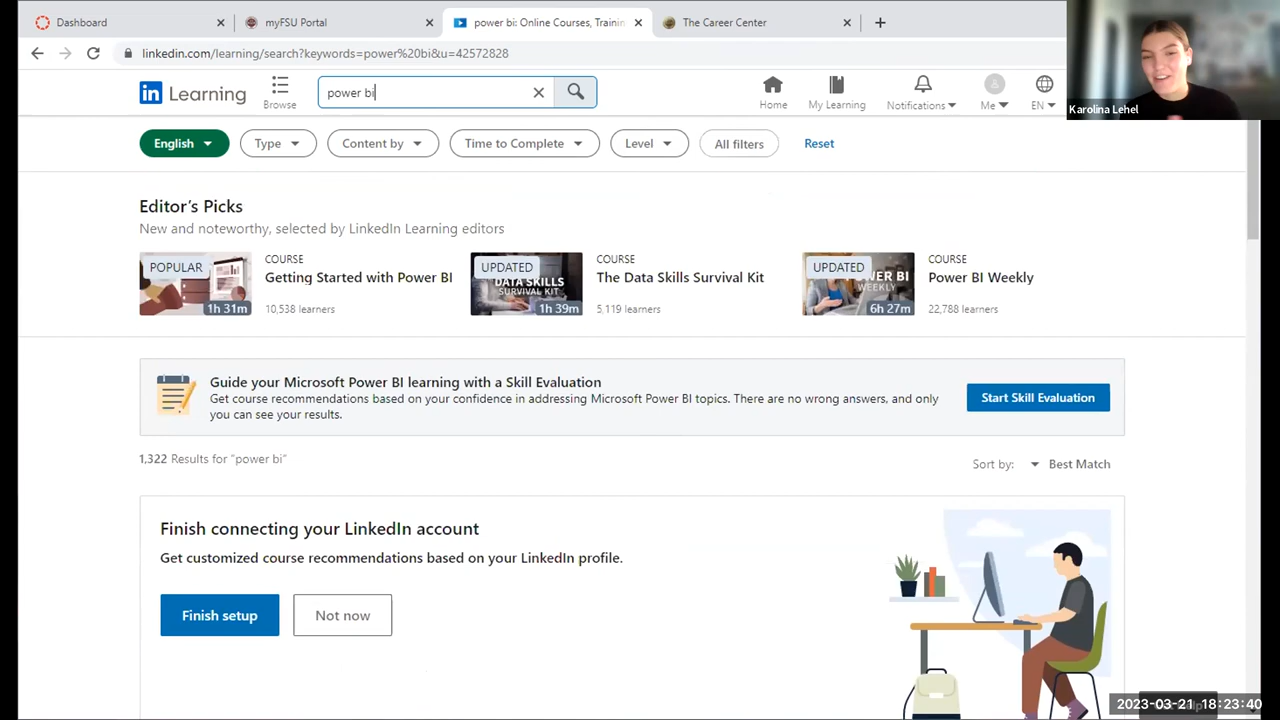 Dashboard
myFSU Portal
power bi: Online Courses, Trainin
The Career Center
linkedin.com/learning/search?keywords=power%20bi&u=42572828
Karolina Lehel
in Learning
Browse
power bi
Home
My Learning
Notifications
Me
EN
English
Type
Content by
Time to Complete
Level
All filters
Reset
Editor's Picks
New and noteworthy, selected by LinkedIn Learning editors
POPULAR
1h 31m
COURSE
Getting Started with Power BI
10,538 learners
UPDATED
DATA SKILLS
SURVIVAL KIT
1h 39m
COURSE
The Data Skills Survival Kit
5,119 learners
UPDATED
POWER BI
WEEKLY
6h 27m
COURSE
Power BI Weekly
22,788 learners
Guide your Microsoft Power BI learning with a Skill Evaluation
Get course recommendations based on your confidence in addressing Microsoft Power BI topics. There are no wrong answers, and only
you can see your results.
Start Skill Evaluation
1,322 Results for "power bi"
Sort by:
Best Match
Finish connecting your LinkedIn account
Get customized course recommendations based on your LinkedIn profile.
Finish setup
Not now
2023-03-21 18:23:40